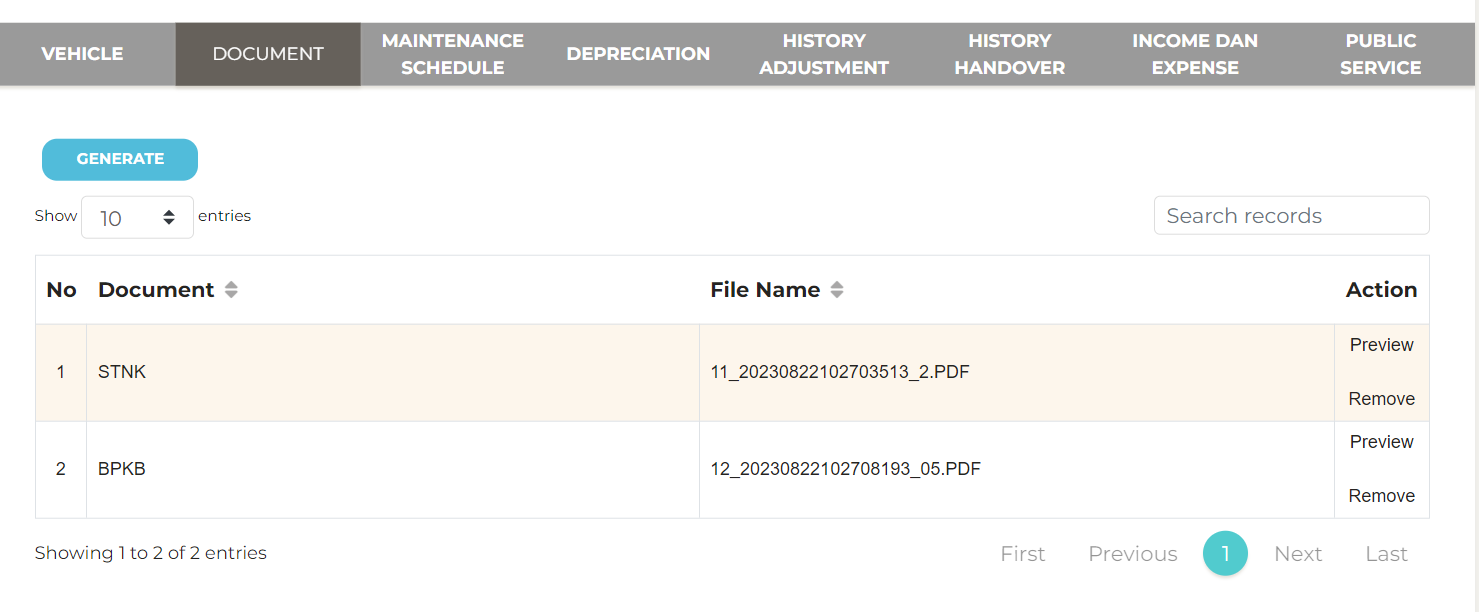 VEHICLE
DOCUMENT
MAINTENANCE
SCHEDULE
DEPRECIATION
HISTORY
ADJUSTMENT
HISTORY
HANDOVER
INCOME DAN
EXPENSE
PUBLIC
SERVICE
GENERATE
Show 10 entries
Search records
No Document File Name Action
1 STNK 11_20230822102703513_2.PDF Preview
Remove
2 BPKB 12_20230822102708193_05.PDF Preview
Remove
Showing 1 to 2 of 2 entries
First Previous 1 Next Last